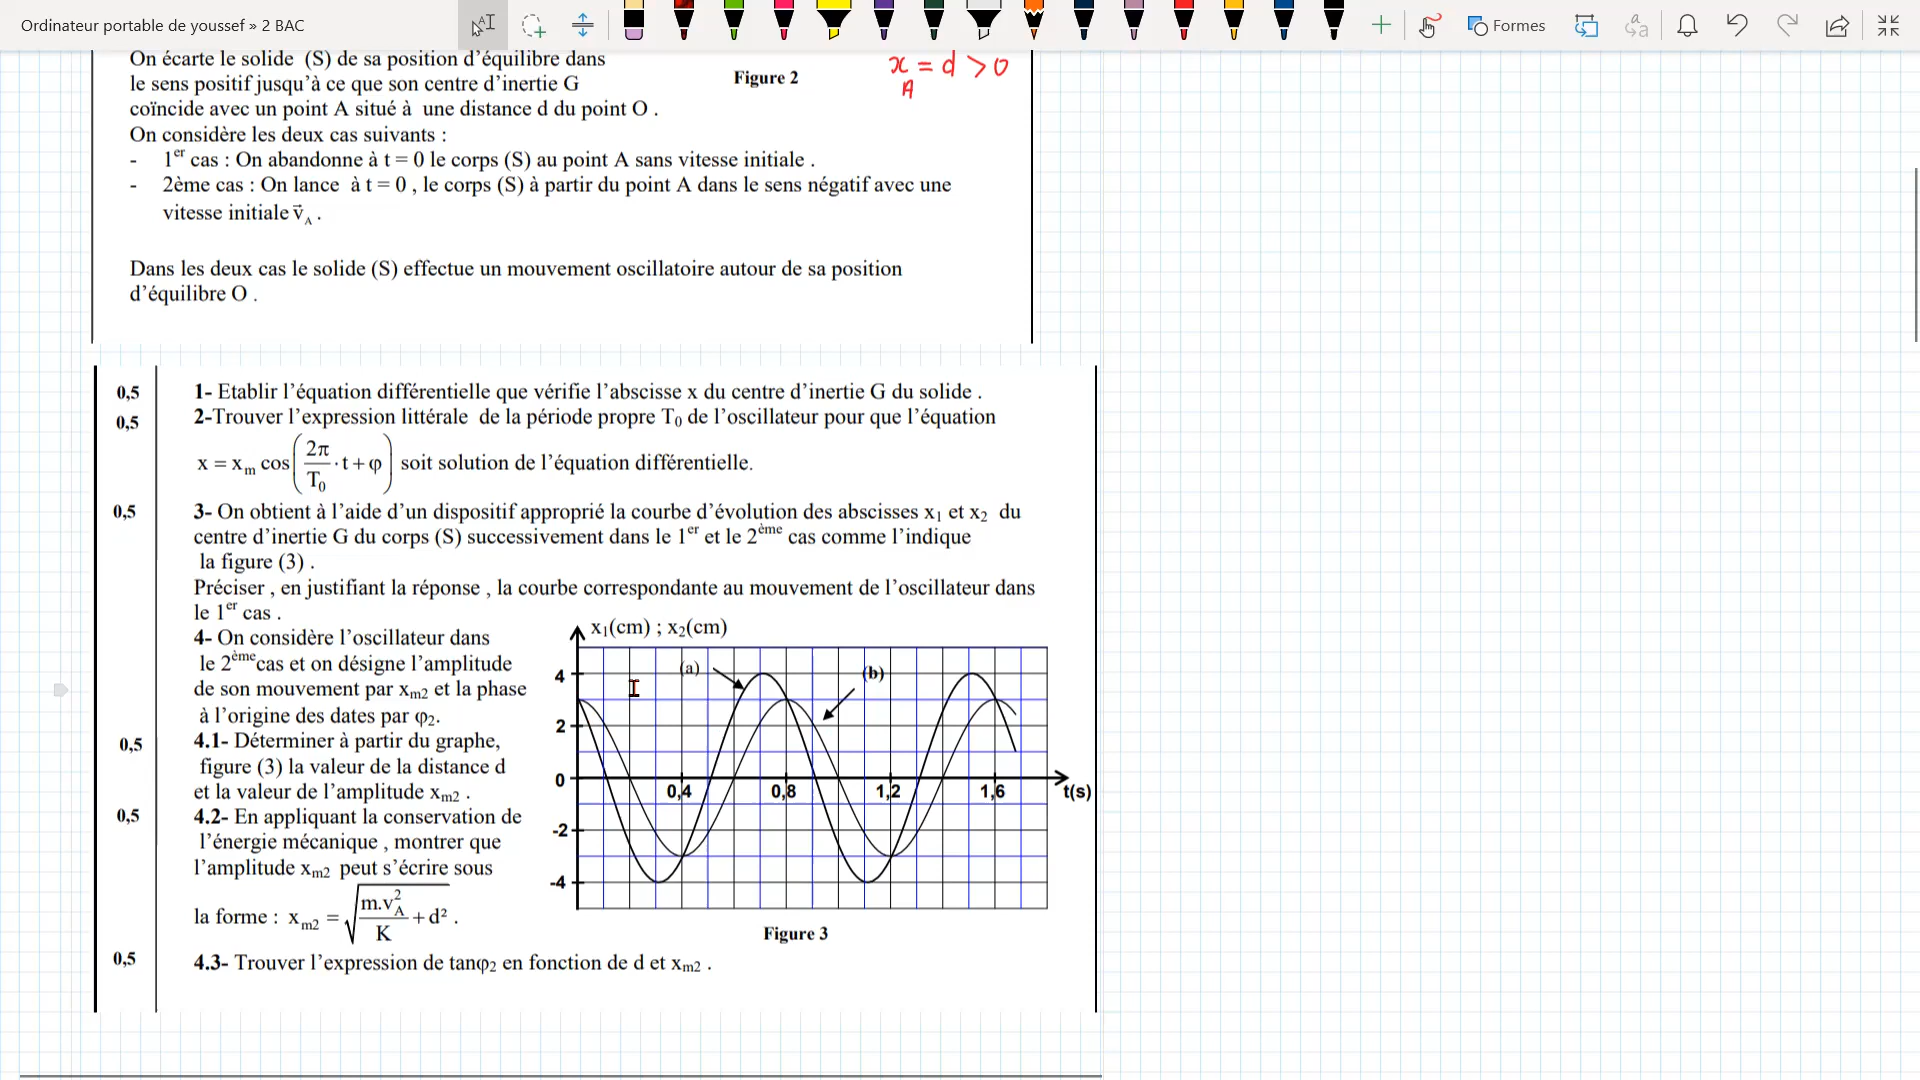 Ordinateur portable de youssef » 2 BAC
Formes
On écarte le solide (S) de sa position d'équilibre dans
le sens positif jusqu'à ce que son centre d'inertie G
coïncide avec un point A situé à une distance d du point O .
Figure 2
x_A = d > 0
On considère les deux cas suivants :
- 1er cas : On abandonne à t = 0 le corps (S) au point A sans vitesse initiale .
- 2ème cas : On lance à t = 0 , le corps (S) à partir du point A dans le sens négatif avec une
vitesse initiale v⃗_A .
Dans les deux cas le solide (S) effectue un mouvement oscillatoire autour de sa position
d'équilibre O .
0,5 1- Etablir l'équation différentielle que vérifie l'abscisse x du centre d'inertie G du solide .
0,5 2-Trouver l'expression littérale de la période propre T₀ de l'oscillateur pour que l'équation
x = x_m cos(2π/T₀ · t + φ) soit solution de l'équation différentielle.
0,5 3- On obtient à l'aide d'un dispositif approprié la courbe d'évolution des abscisses x₁ et x₂ du
centre d'inertie G du corps (S) successivement dans le 1er et le 2ème cas comme l'indique
la figure (3) .
Préciser , en justifiant la réponse , la courbe correspondante au mouvement de l'oscillateur dans
le 1er cas .
4- On considère l'oscillateur dans
le 2ème cas et on désigne l'amplitude
de son mouvement par x_m2 et la phase
à l'origine des dates par φ₂.
0,5 4.1- Déterminer à partir du graphe,
figure (3) la valeur de la distance d
et la valeur de l'amplitude x_m2 .
0,5 4.2- En appliquant la conservation de
l'énergie mécanique , montrer que
l'amplitude x_m2 peut s'écrire sous
la forme : x_m2 = √(m.v_A²/K + d²) .
x₁(cm) ; x₂(cm)
(a)
(b)
4
2
0
-2
-4
0,4 0,8 1,2 1,6 t(s)
Figure 3
0,5 4.3- Trouver l'expression de tanφ₂ en fonction de d et x_m2 .